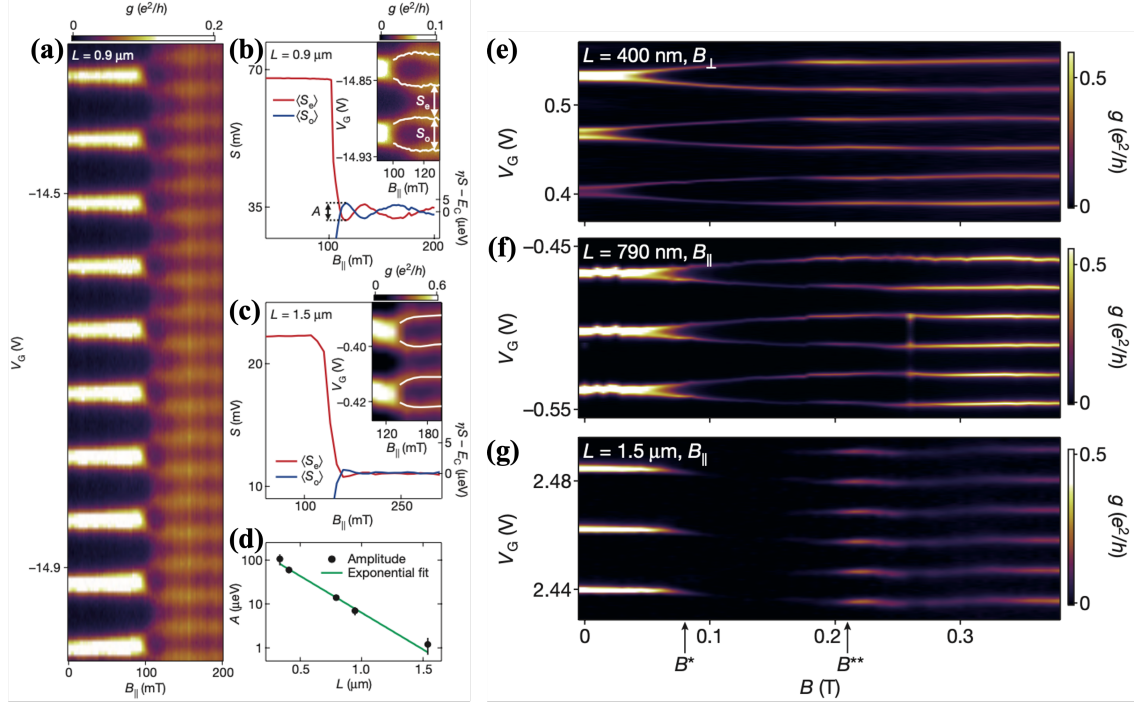 (a)
g (e²/h)
0 0.2
L = 0.9 μm
V_G (V)
−14.5
−14.9
0 100 200
B_∥ (mT)
(b)
L = 0.9 μm
S (mV)
70
35
⟨S_e⟩
⟨S_o⟩
A
100 200
B_∥ (mT)
g (e²/h)
0 0.1
V_G (V)
−14.85
−14.93
S_e
S_o
100 120
B_∥ (mT)
5
0
ηS − E_C (μeV)
(c)
L = 1.5 μm
S (mV)
20
10
⟨S_e⟩
⟨S_o⟩
100 250
B_∥ (mT)
g (e²/h)
0 0.6
V_G (V)
−0.40
−0.42
120 180
B_∥ (mT)
5
0
ηS − E_C (μeV)
(d)
A (μeV)
100
10
1
Amplitude
Exponential fit
0.5 1.0 1.5
L (μm)
(e)
L = 400 nm, B_⊥
V_G (V)
0.5
0.4
0.5
0
g (e²/h)
(f)
L = 790 nm, B_∥
V_G (V)
−0.45
−0.55
0.5
0
g (e²/h)
(g)
L = 1.5 μm, B_∥
V_G (V)
2.48
2.44
0.5
0
g (e²/h)
0 0.1 0.2 0.3
B* B**
B (T)